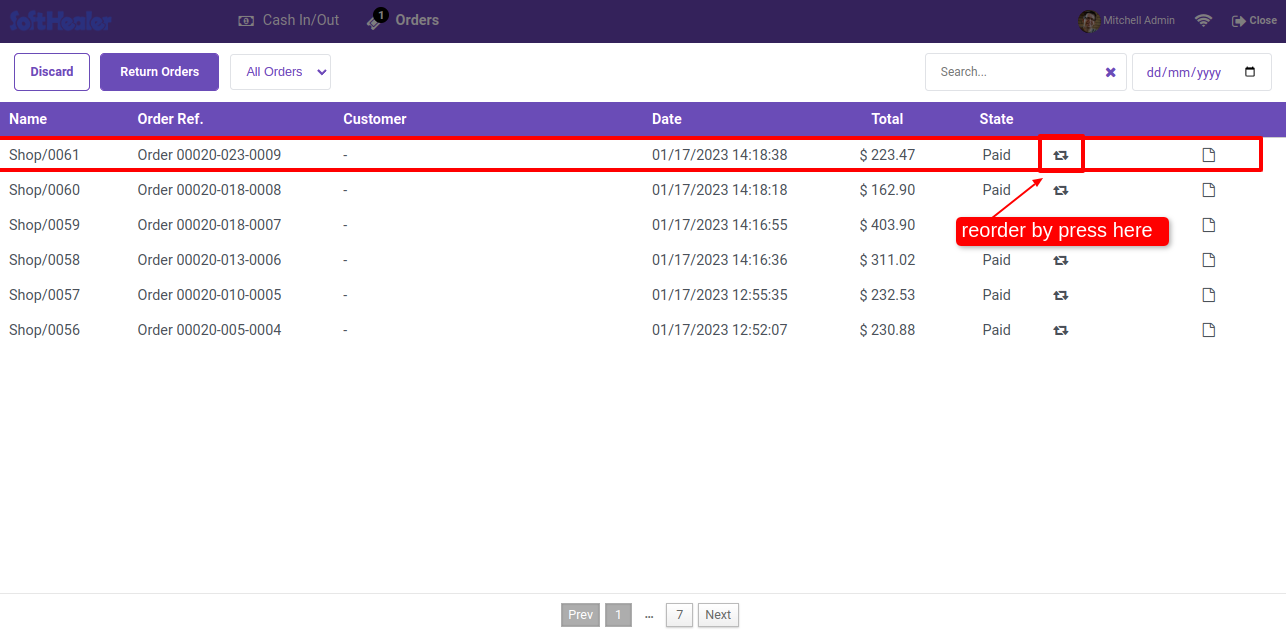 SoftHealer Cash In/Out 1 Orders Mitchell Admin Close
Discard Return Orders All Orders Search... dd/mm/yyyy
Name Order Ref. Customer Date Total State
Shop/0061 Order 00020-023-0009 - 01/17/2023 14:18:38 $ 223.47 Paid
Shop/0060 Order 00020-018-0008 - 01/17/2023 14:18:18 $ 162.90 Paid
Shop/0059 Order 00020-018-0007 - 01/17/2023 14:16:55 $ 403.90
reorder by press here
Shop/0058 Order 00020-013-0006 - 01/17/2023 14:16:36 $ 311.02 Paid
Shop/0057 Order 00020-010-0005 - 01/17/2023 12:55:35 $ 232.53 Paid
Shop/0056 Order 00020-005-0004 - 01/17/2023 12:52:07 $ 230.88 Paid
Prev 1 ... 7 Next